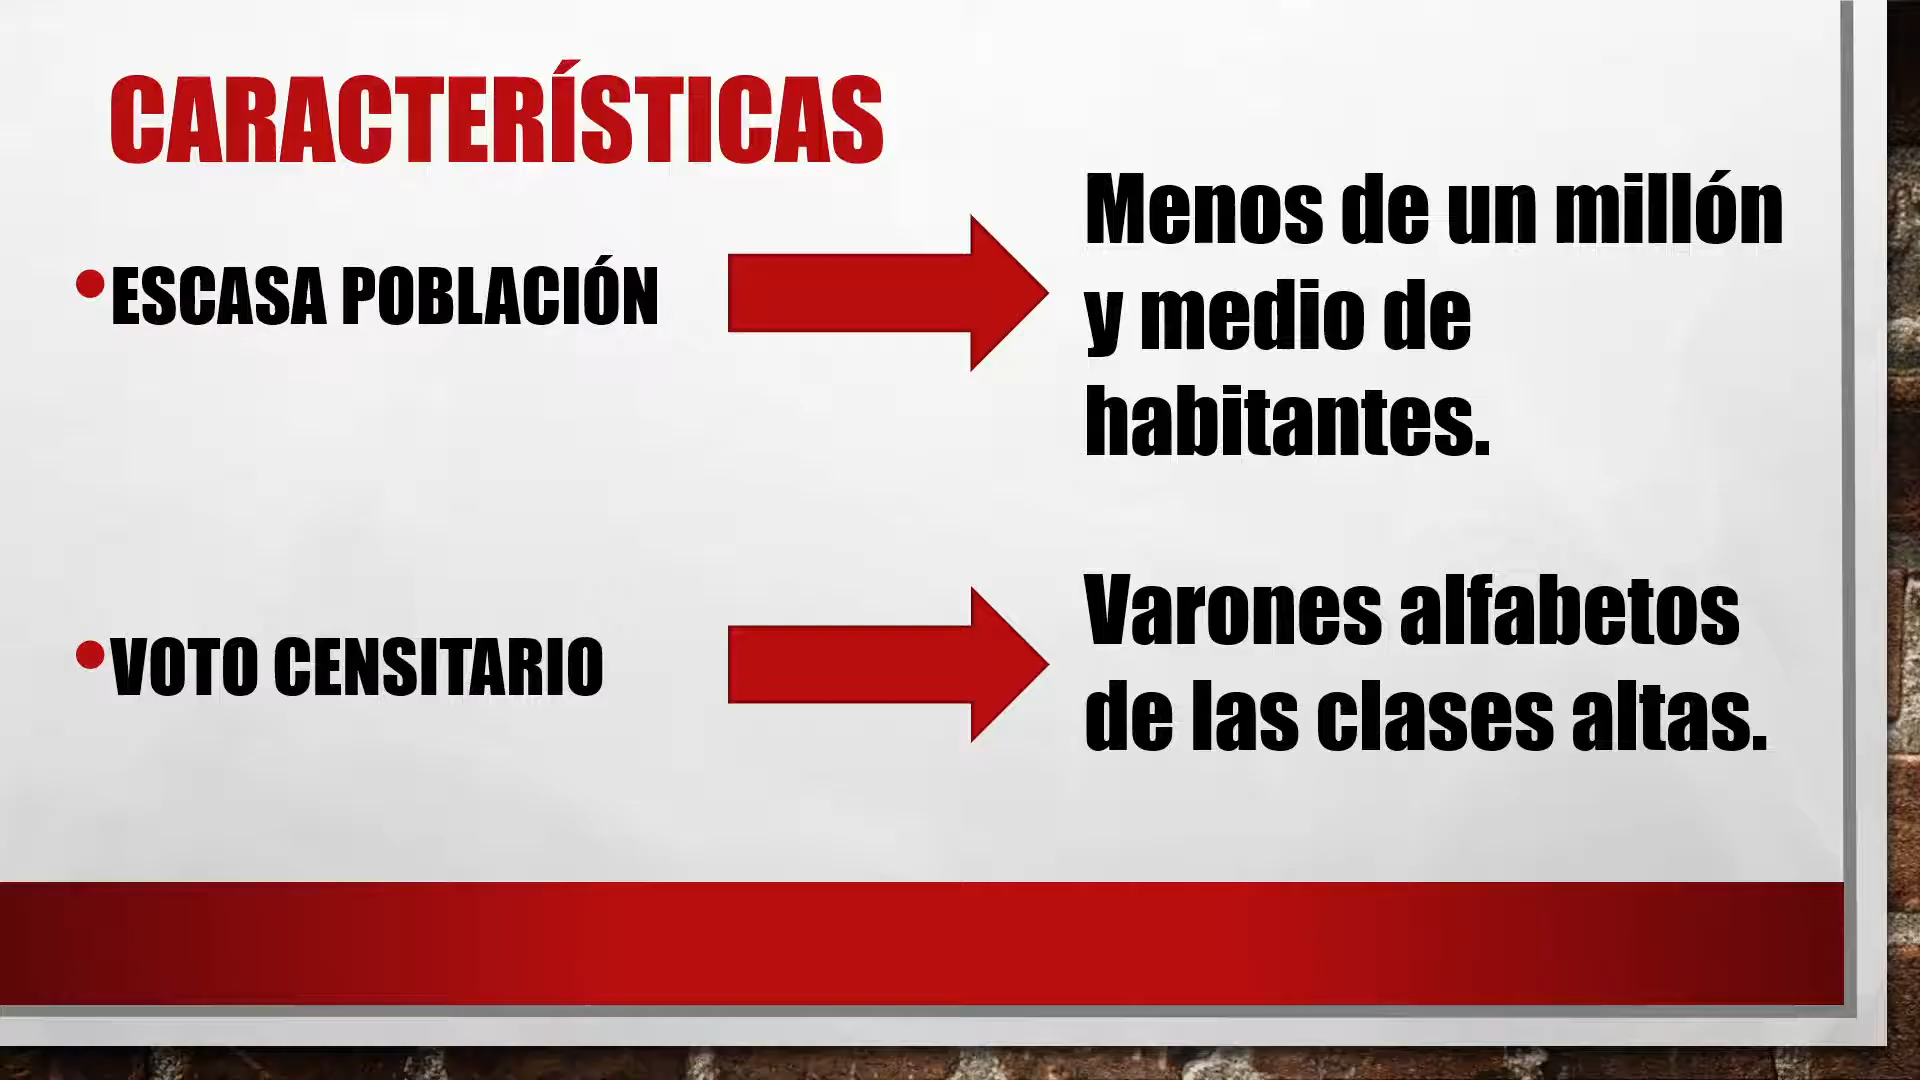 CARACTERÍSTICAS
•ESCASA POBLACIÓN
Menos de un millón
y medio de
habitantes.
•VOTO CENSITARIO
Varones alfabetos
de las clases altas.